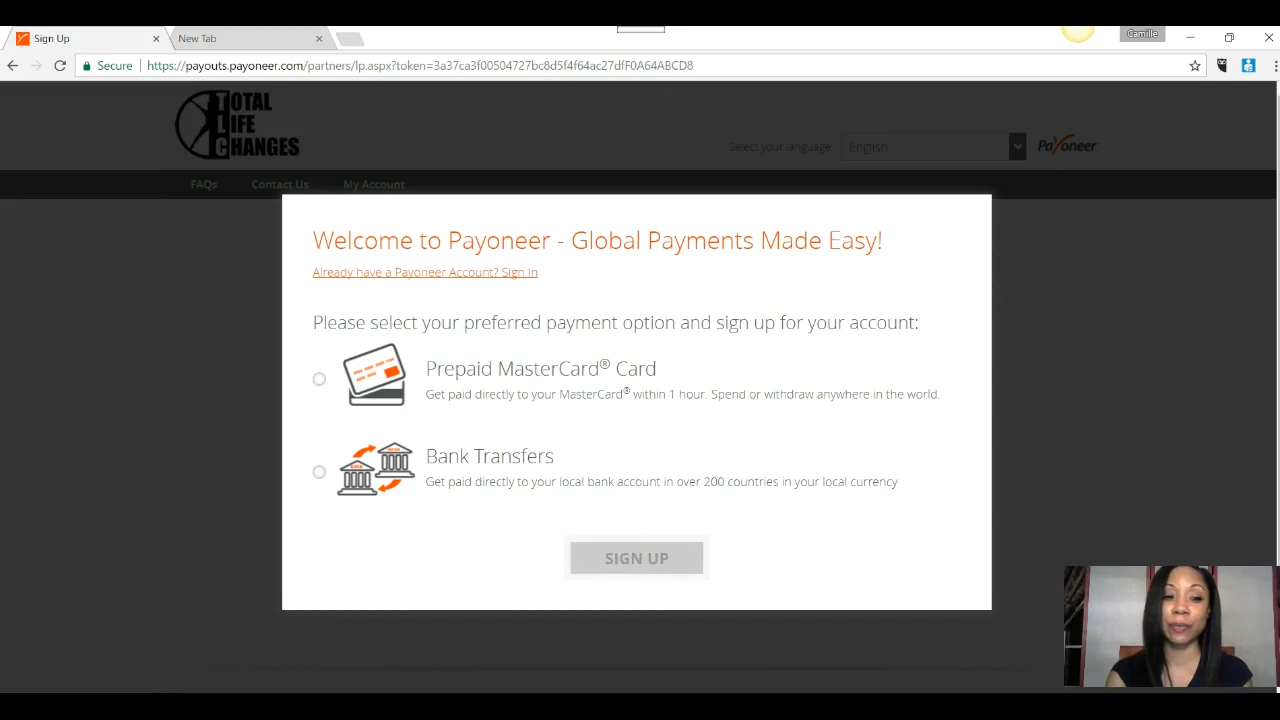 Sign Up
New Tab
Camille
Secure
https://payouts.payoneer.com/partners/lp.aspx?token=3a37ca3f00504727bc8d5f4f64ac27dfF0A64ABCD8
TOTAL
LIFE
CHANGES
Select your language:
English
Payoneer
FAQs
Contact Us
My Account
Welcome to Payoneer - Global Payments Made Easy!
Already have a Payoneer Account? Sign In
Please select your preferred payment option and sign up for your account:
Prepaid MasterCard® Card
Get paid directly to your MasterCard® within 1 hour. Spend or withdraw anywhere in the world.
Bank Transfers
Get paid directly to your local bank account in over 200 countries in your local currency
SIGN UP